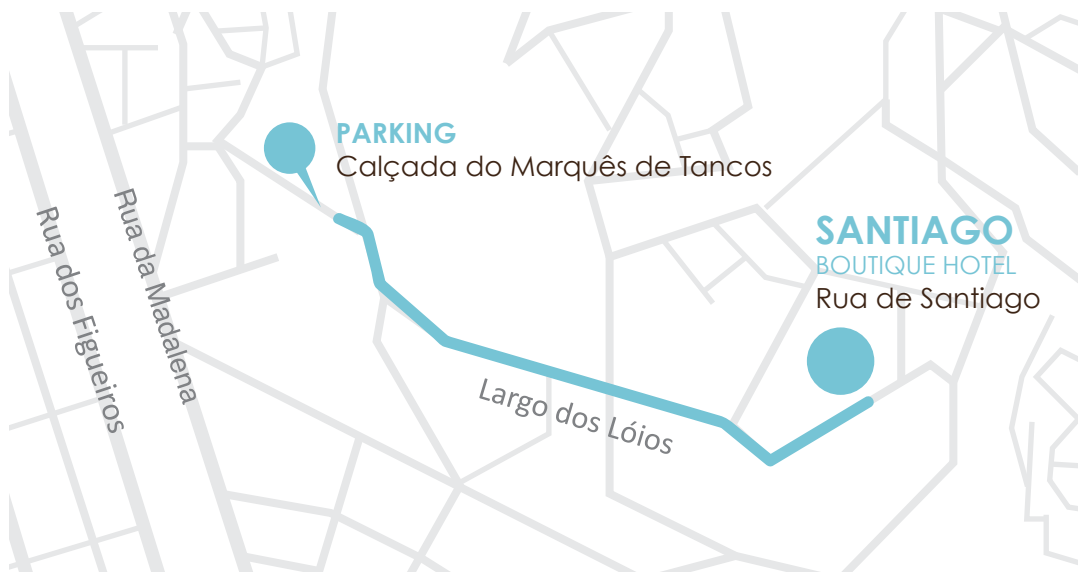 PARKING
Calçada do Marquês de Tancos
Rua dos Figueiros
Rua da Madalena
SANTIAGO
BOUTIQUE HOTEL
Rua de Santiago
Largo dos Lóios